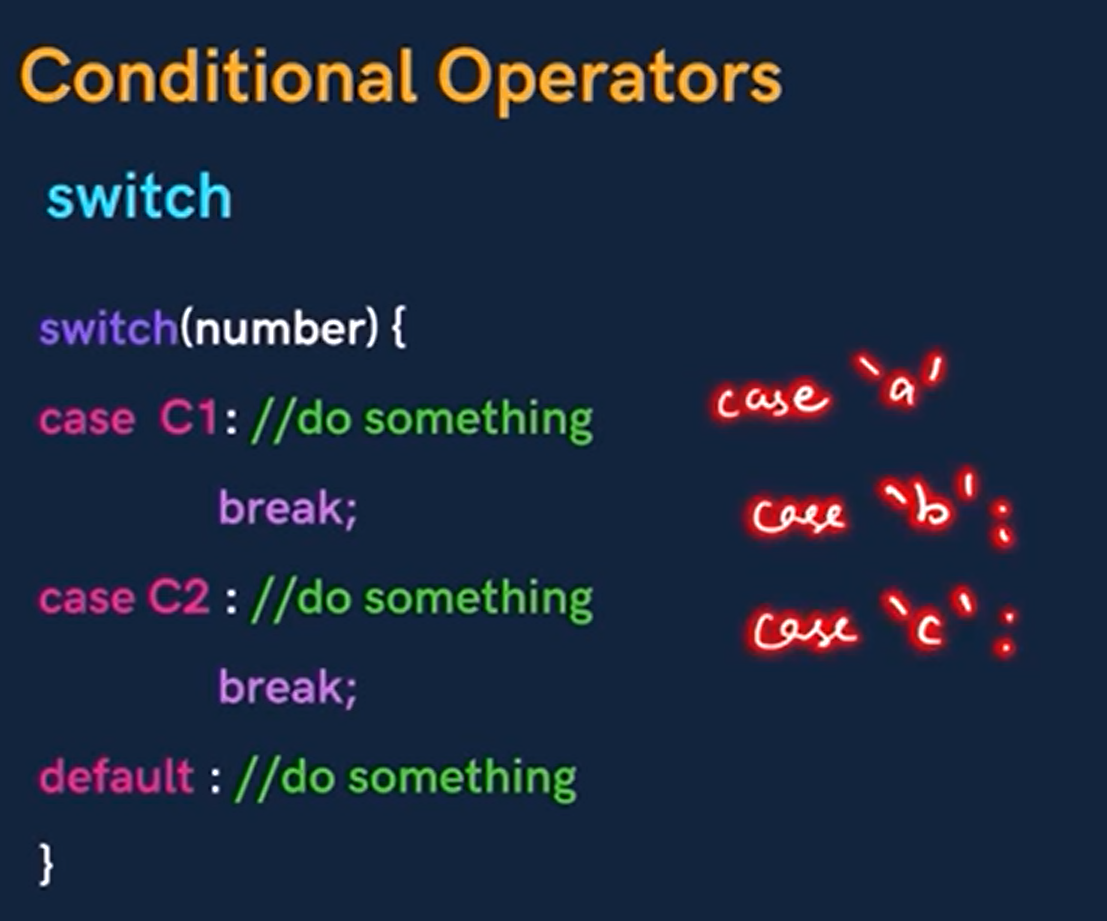 Conditional Operators
switch
switch(number) {
case C1: //do something
break;
case C2 : //do something
break;
default : //do something
}
case 'a'
case 'b' :
case 'c' :